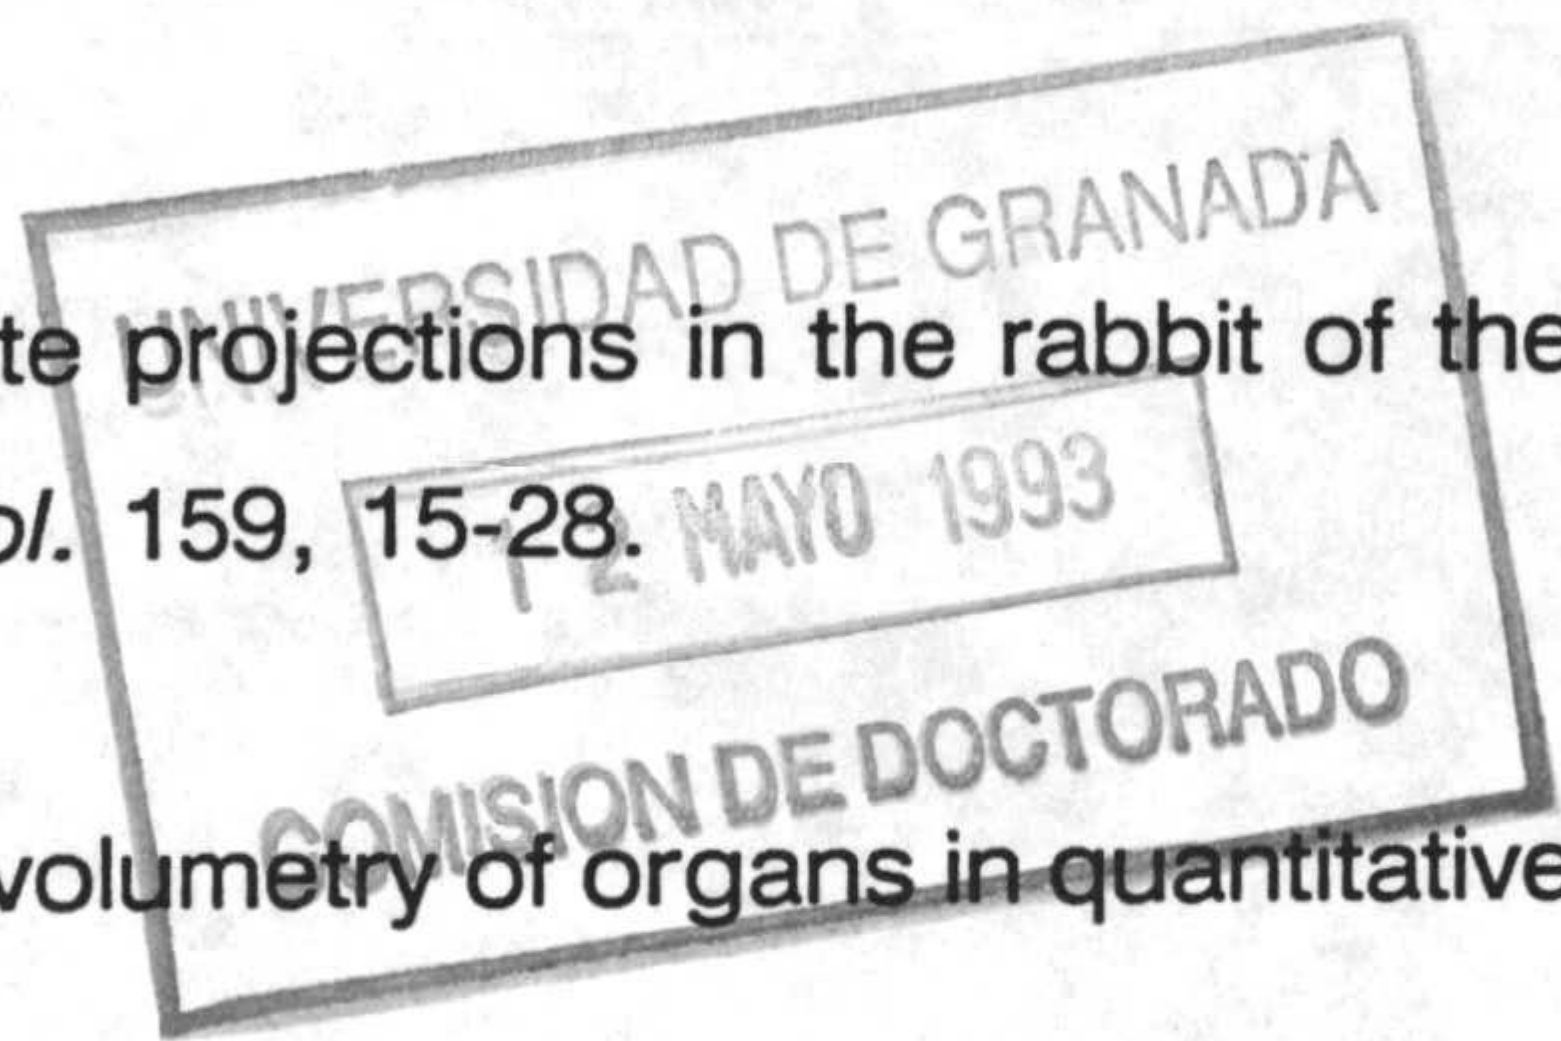 UNIVERSIDAD DE GRANADA
te projections in the rabbit of the
ol. 159, 15-28.
12 MAYO 1993
COMISION DE DOCTORADO
volumetry of organs in quantitative